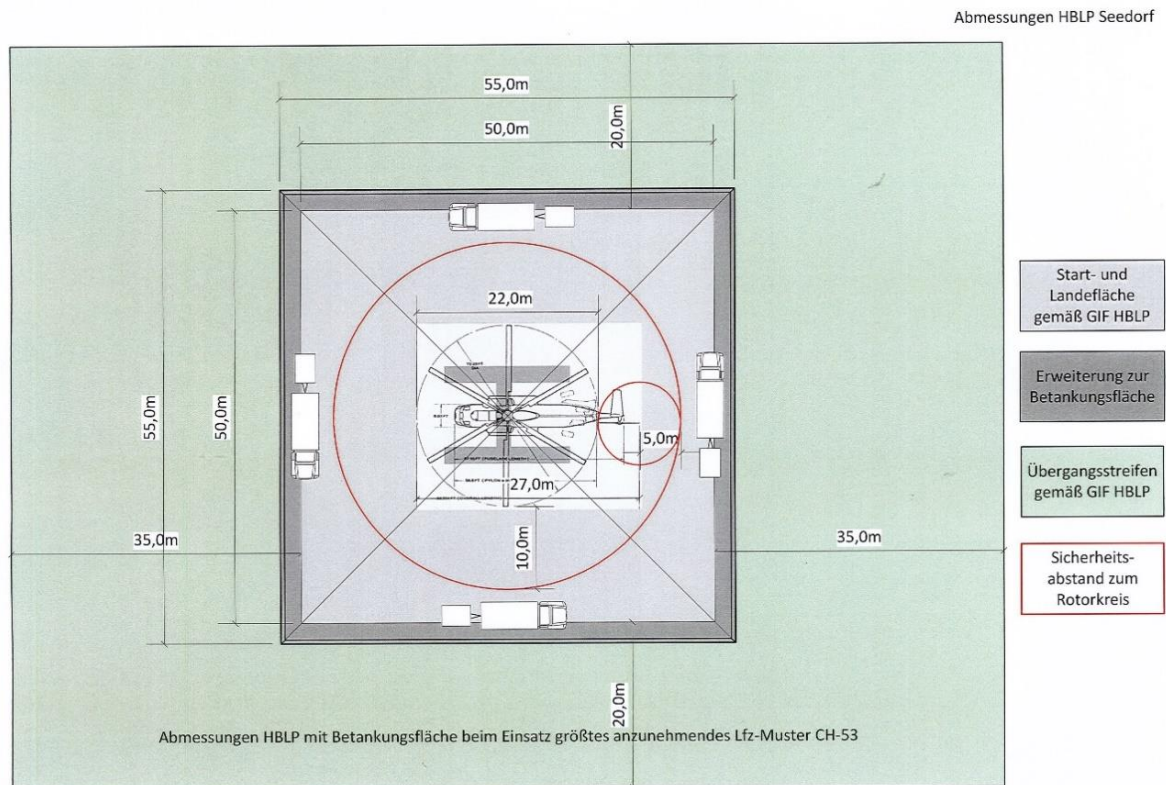 Abmessungen HBLP Seedorf
55,0m
50,0m
20,0m
22,0m
55,0m
50,0m
5,0m
27,0m
35,0m
10,0m
35,0m
20,0m
Abmessungen HBLP mit Betankungsfläche beim Einsatz größtes anzunehmendes Lfz-Muster CH-53
Start- und
Landefläche
gemäß GIF HBLP
Erweiterung zur
Betankungsfläche
Übergangsstreifen
gemäß GIF HBLP
Sicherheits-
abstand zum
Rotorkreis